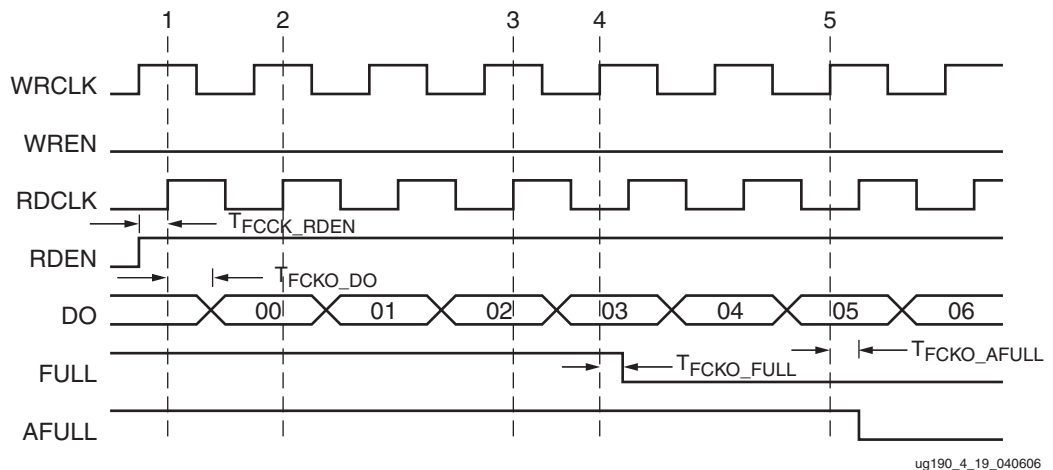 1 2 3 4 5
WRCLK
WREN
RDCLK
TFCCK_RDEN
RDEN
TFCKO_DO
DO 00 01 02 03 04 05 06
TFCKO_AFULL
FULL TFCKO_FULL
AFULL
ug190_4_19_040606